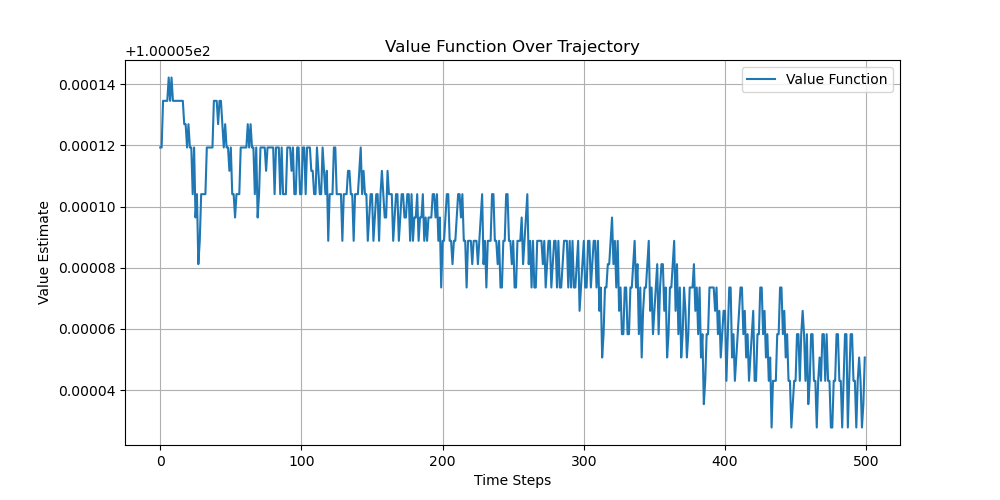 Value Function Over Trajectory
+1.00005e2
Value Function
0.00014
0.00012
0.00010
0.00008
0.00006
0.00004
Value Estimate
0 100 200 300 400 500
Time Steps